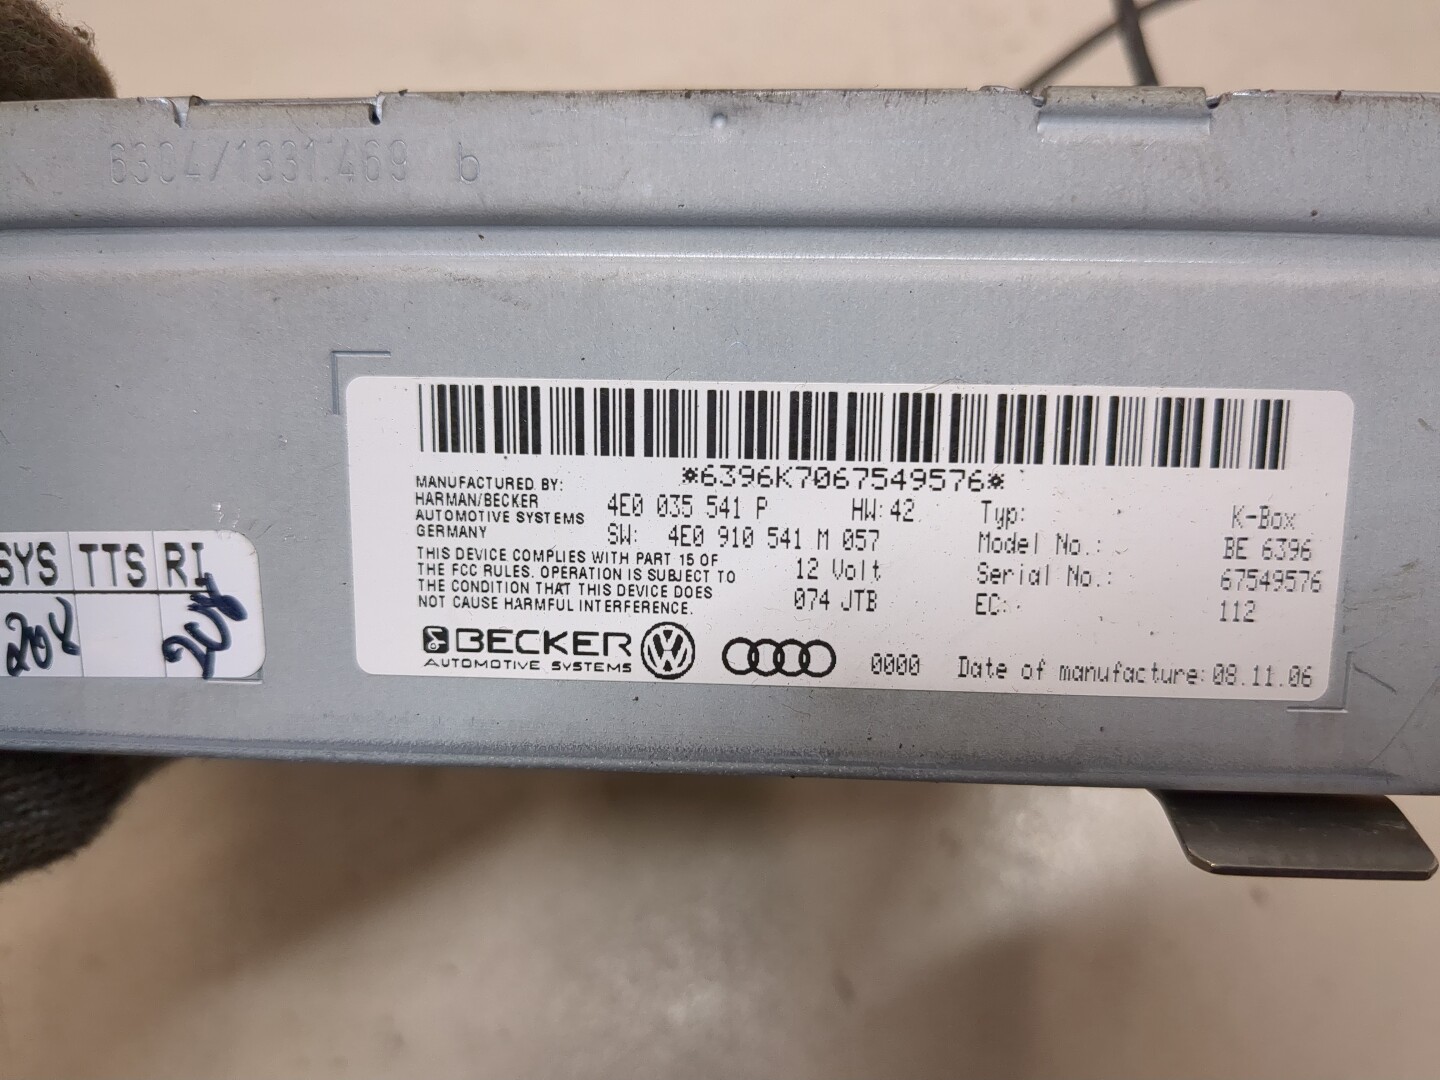 6304/1331.469 b
*6396K7067549576*
MANUFACTURED BY:
HARMAN/BECKER
AUTOMOTIVE SYSTEMS
GERMANY
4E0 035 541 P HW: 42
SW: 4E0 910 541 M 057
THIS DEVICE COMPLIES WITH PART 15 OF
THE FCC RULES. OPERATION IS SUBJECT TO
THE CONDITION THAT THIS DEVICE DOES
NOT CAUSE HARMFUL INTERFERENCE.
12 Volt
074 JTB
Typ: K-Box
Model No.: BE 6396
Serial No.: 67549576
EC: 112
BECKER
AUTOMOTIVE SYSTEMS
0000 Date of manufacture: 08.11.06
SYS TTS RI